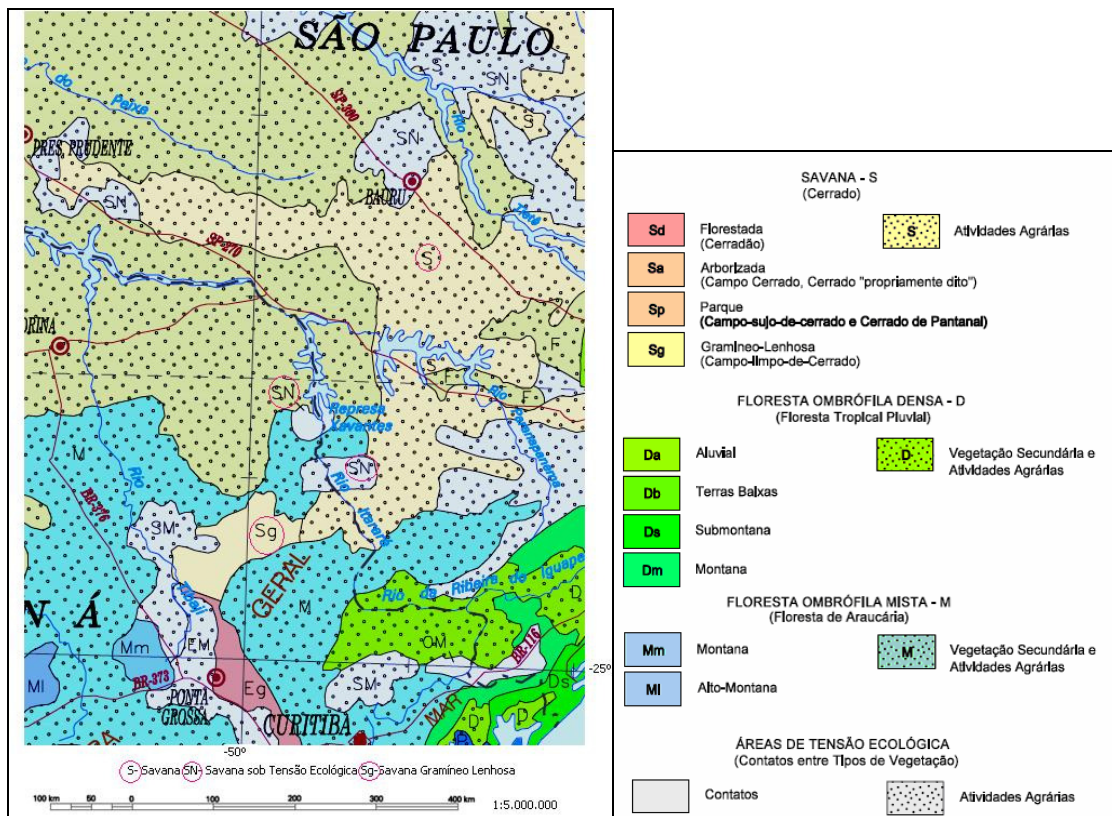 SÃO PAULO
S
SN
do
Peixe
SP-300
Rio
SN
S
PRES. PRUDENTE
SN
BAURU
Tietê
SP-270
S
F
ORINA
S
F
F
SN
Represa
Xavantes
Rio Paranapanema
M
SN
Rio
Rio Itararé
BR-376
SM
Sg
GERAL
Rio da Ribeira do Iguape
Tibaji
M
D
N Á
Mm
FM
OM
BR-116
-25°
BR-373
Ml
Eg
SM
Ds
PONTA
GROSSA
CURITIBA
MAR
D
D
-50°
S- Savana SN- Savana sob Tensão Ecológica Sg-Savana Gramíneo Lenhosa
100 km 50 0 100 200 300 400 km
1:5.000.000
SAVANA - S
(Cerrado)
Sd Florestada
(Cerradão)
S Atividades Agrárias
Sa Arborizada
(Campo Cerrado, Cerrado "propriamente dito")
Sp Parque
(Campo-sujo-de-cerrado e Cerrado de Pantanal)
Sg Gramíneo-Lenhosa
(Campo-limpo-de-Cerrado)
FLORESTA OMBRÓFILA DENSA - D
(Floresta Tropical Pluvial)
Da Aluvial
D Vegetação Secundária e
Atividades Agrárias
Db Terras Baixas
Ds Submontana
Dm Montana
FLORESTA OMBRÓFILA MISTA - M
(Floresta de Araucária)
Mm Montana
M Vegetação Secundária e
Atividades Agrárias
Ml Alto-Montana
ÁREAS DE TENSÃO ECOLÓGICA
(Contatos entre Tipos de Vegetação)
Contatos
Atividades Agrárias